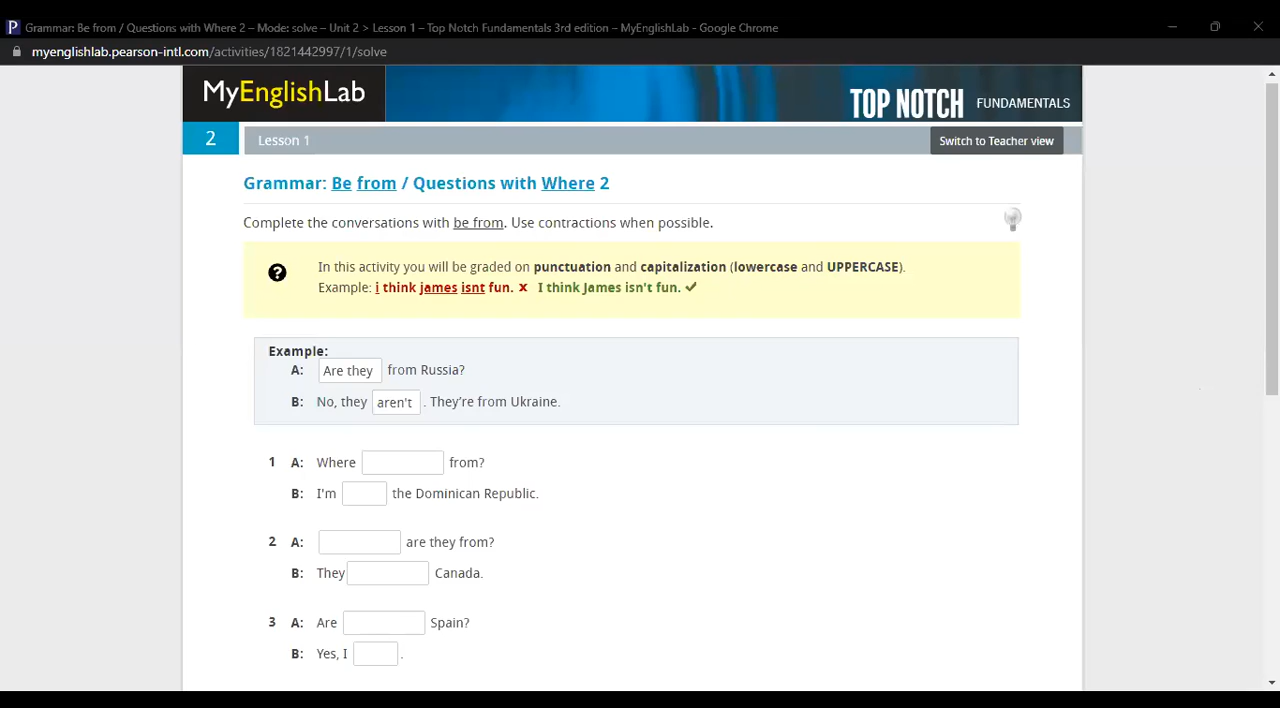 Grammar: Be from / Questions with Where 2 – Mode: solve – Unit 2 > Lesson 1 – Top Notch Fundamentals 3rd edition – MyEnglishLab - Google Chrome
myenglishlab.pearson-intl.com/activities/1821442997/1/solve
MyEnglishLab
TOP NOTCH FUNDAMENTALS
2 Lesson 1 Switch to Teacher view
Grammar: Be from / Questions with Where 2
Complete the conversations with be from. Use contractions when possible.
In this activity you will be graded on punctuation and capitalization (lowercase and UPPERCASE).
Example: i think james isnt fun. ✗ I think James isn't fun. ✓
Example:
A: Are they from Russia?
B: No, they aren't . They’re from Ukraine.
1 A: Where from?
B: I'm the Dominican Republic.
2 A: are they from?
B: They Canada.
3 A: Are Spain?
B: Yes, I .